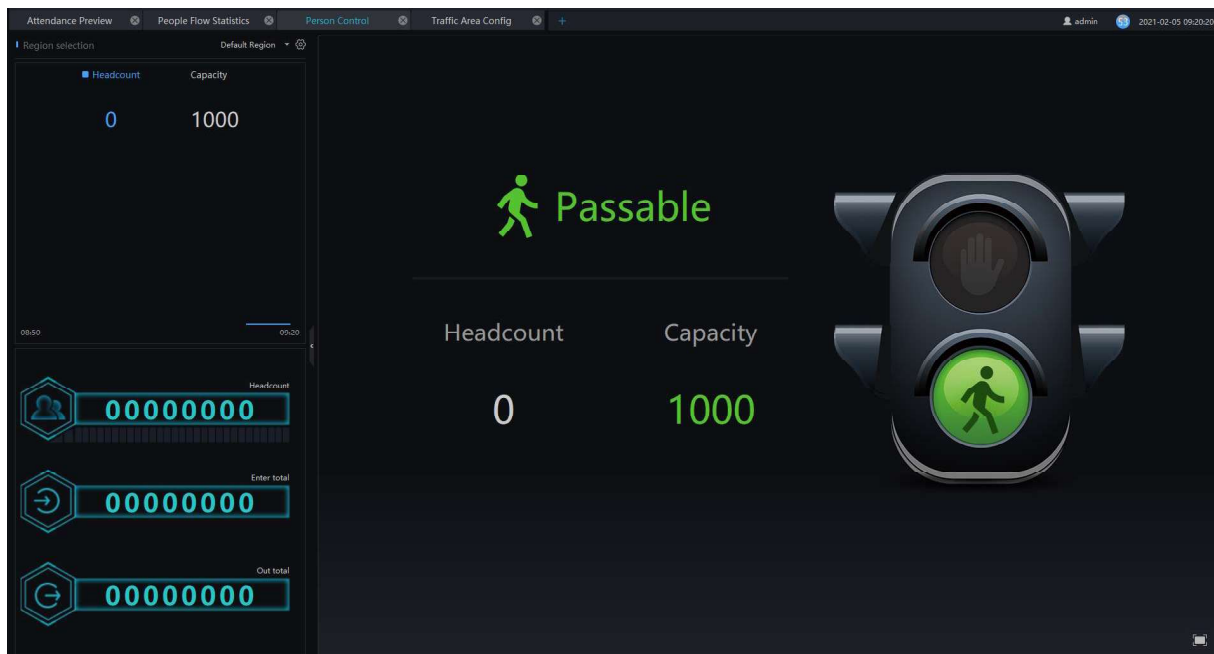 Attendance Preview People Flow Statistics Person Control Traffic Area Config + admin 53 2021-02-05 09:20:20
Region selection Default Region
Headcount Capacity
0 1000
08:50 09:20
Headcount
00000000
Enter total
00000000
Out total
00000000
Passable
Headcount Capacity
0 1000